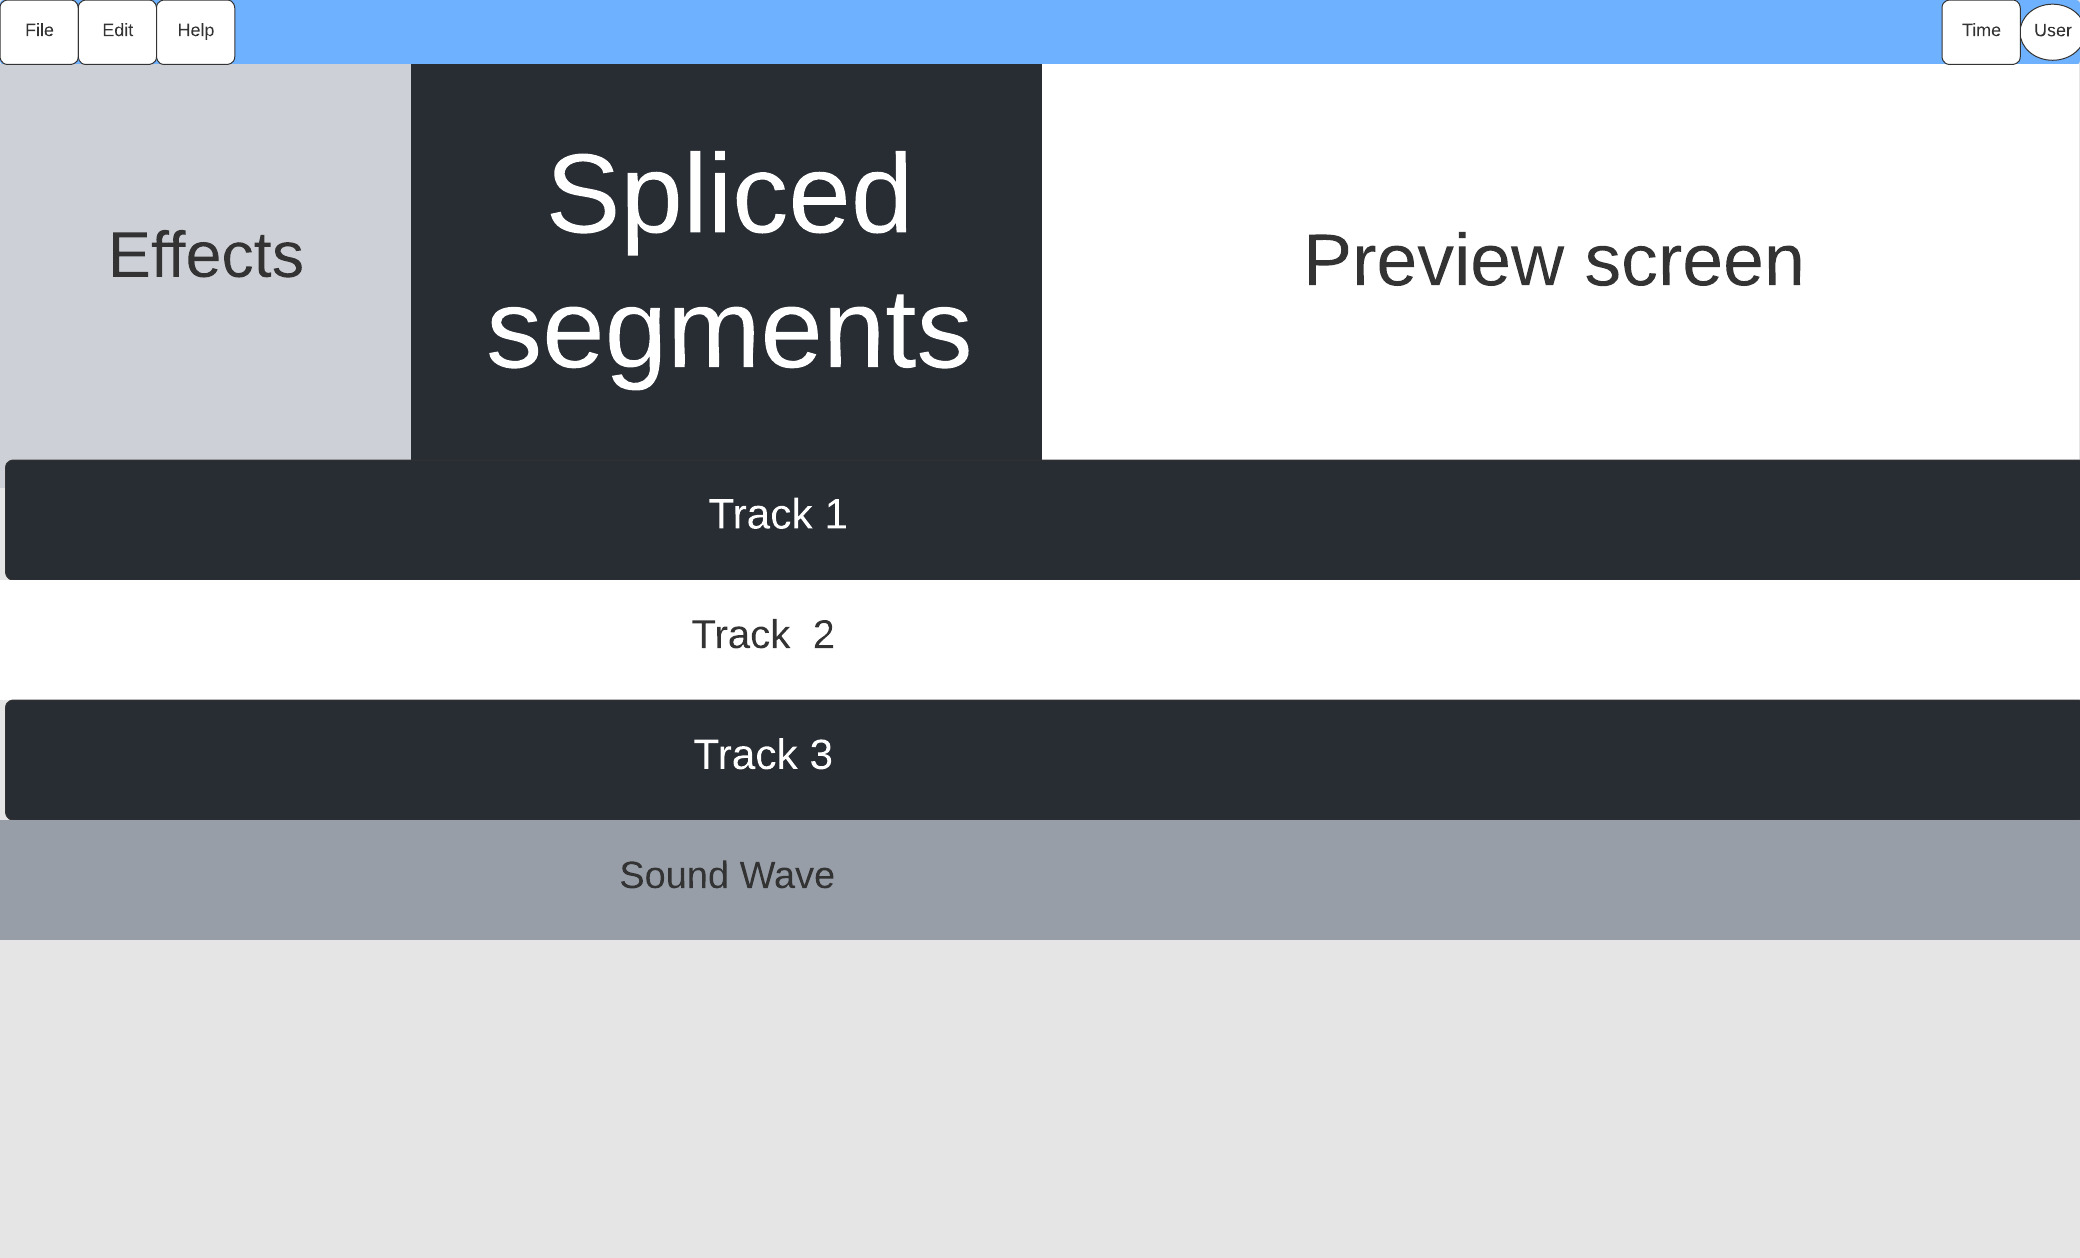 File
Edit
Help
Time
User
Effects
Spliced
segments
Preview screen
Track 1
Track  2
Track 3
Sound Wave